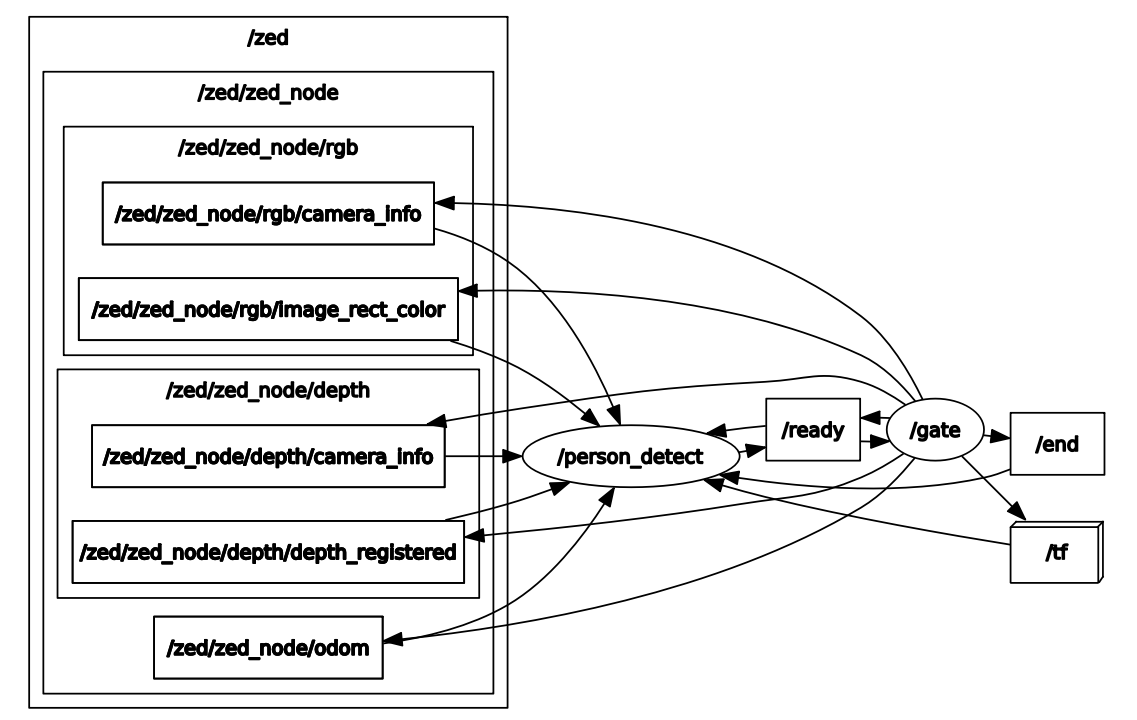 /zed
/zed/zed_node
/zed/zed_node/rgb
/zed/zed_node/rgb/camera_info
/zed/zed_node/rgb/image_rect_color
/zed/zed_node/depth
/zed/zed_node/depth/camera_info
/zed/zed_node/depth/depth_registered
/zed/zed_node/odom
/person_detect
/ready
/gate
/end
/tf